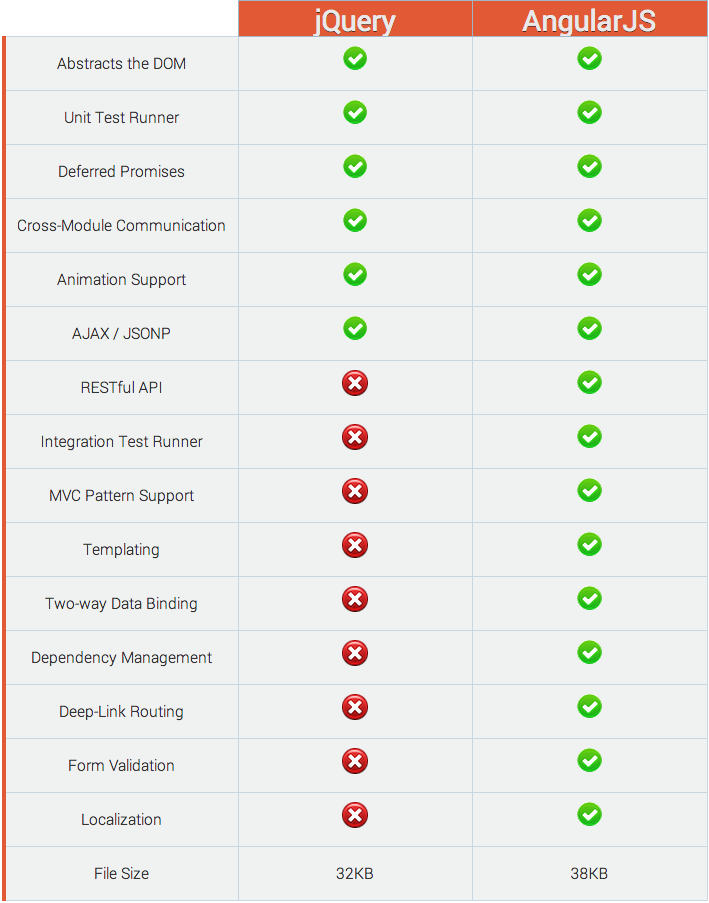 jQuery AngularJS
Abstracts the DOM
Unit Test Runner
Deferred Promises
Cross-Module Communication
Animation Support
AJAX / JSONP
RESTful API
Integration Test Runner
MVC Pattern Support
Templating
Two-way Data Binding
Dependency Management
Deep-Link Routing
Form Validation
Localization
File Size 32KB 38KB